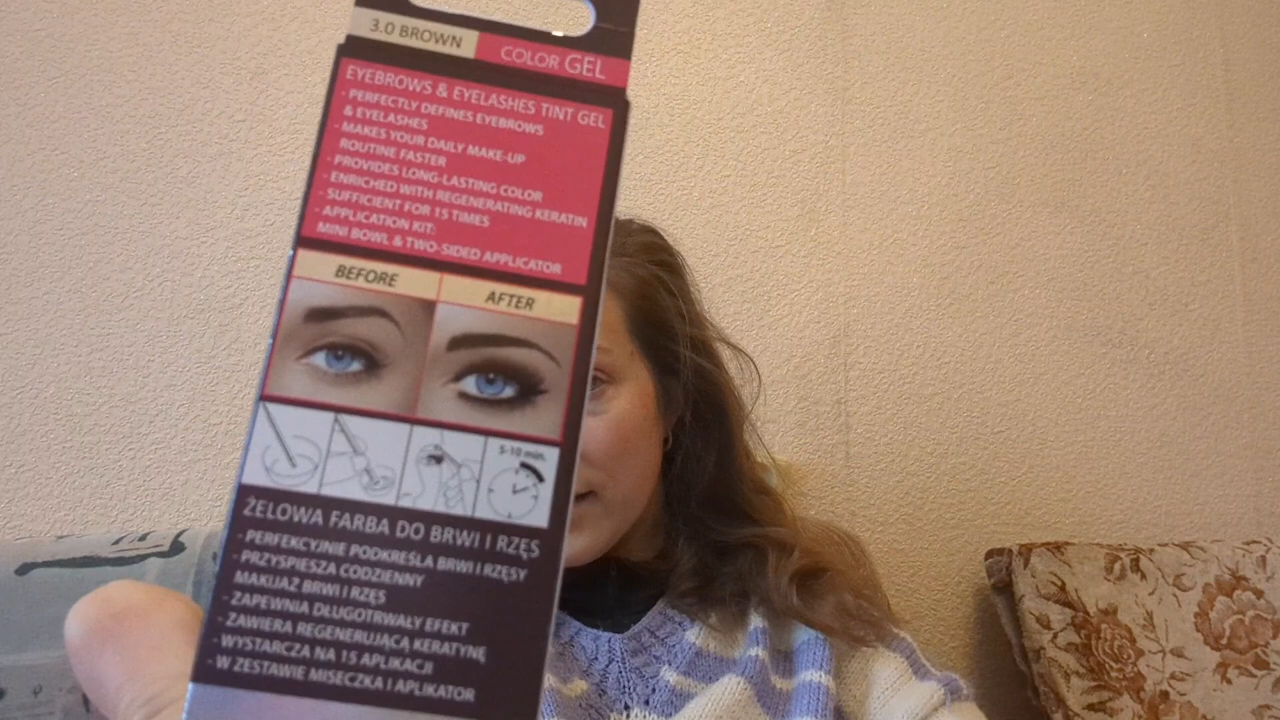 3.0 BROWN
COLOR GEL
EYEBROWS & EYELASHES TINT GEL
- PERFECTLY DEFINES EYEBROWS
& EYELASHES
- MAKES YOUR DAILY MAKE-UP
ROUTINE FASTER
- PROVIDES LONG-LASTING COLOR
- ENRICHED WITH REGENERATING KERATIN
- SUFFICIENT FOR 15 TIMES
- APPLICATION KIT:
MINI BOWL & TWO-SIDED APPLICATOR
BEFORE
AFTER
5-10 min.
ŻELOWA FARBA DO BRWI I RZĘS
- PERFEKCYJNIE PODKREŚLA BRWI I RZĘSY
- PRZYSPIESZA CODZIENNY
MAKIJAŻ BRWI I RZĘS
- ZAPEWNIA DŁUGOTRWAŁY EFEKT
- ZAWIERA REGENERUJĄCĄ KERATYNĘ
- WYSTARCZA NA 15 APLIKACJI
- W ZESTAWIE MISECZKA I APLIKATOR